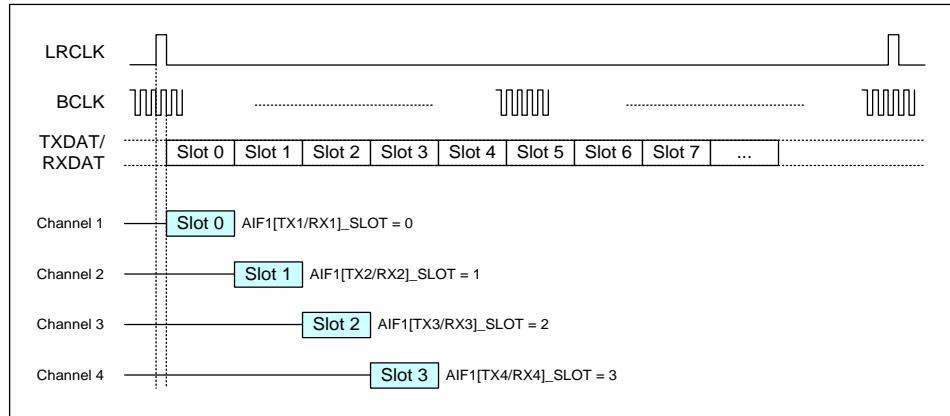 LRCLK
BCLK
TXDAT/
RXDAT
Slot 0 Slot 1 Slot 2 Slot 3 Slot 4 Slot 5 Slot 6 Slot 7 ...
Channel 1 Slot 0 AIF1[TX1/RX1]_SLOT = 0
Channel 2 Slot 1 AIF1[TX2/RX2]_SLOT = 1
Channel 3 Slot 2 AIF1[TX3/RX3]_SLOT = 2
Channel 4 Slot 3 AIF1[TX4/RX4]_SLOT = 3